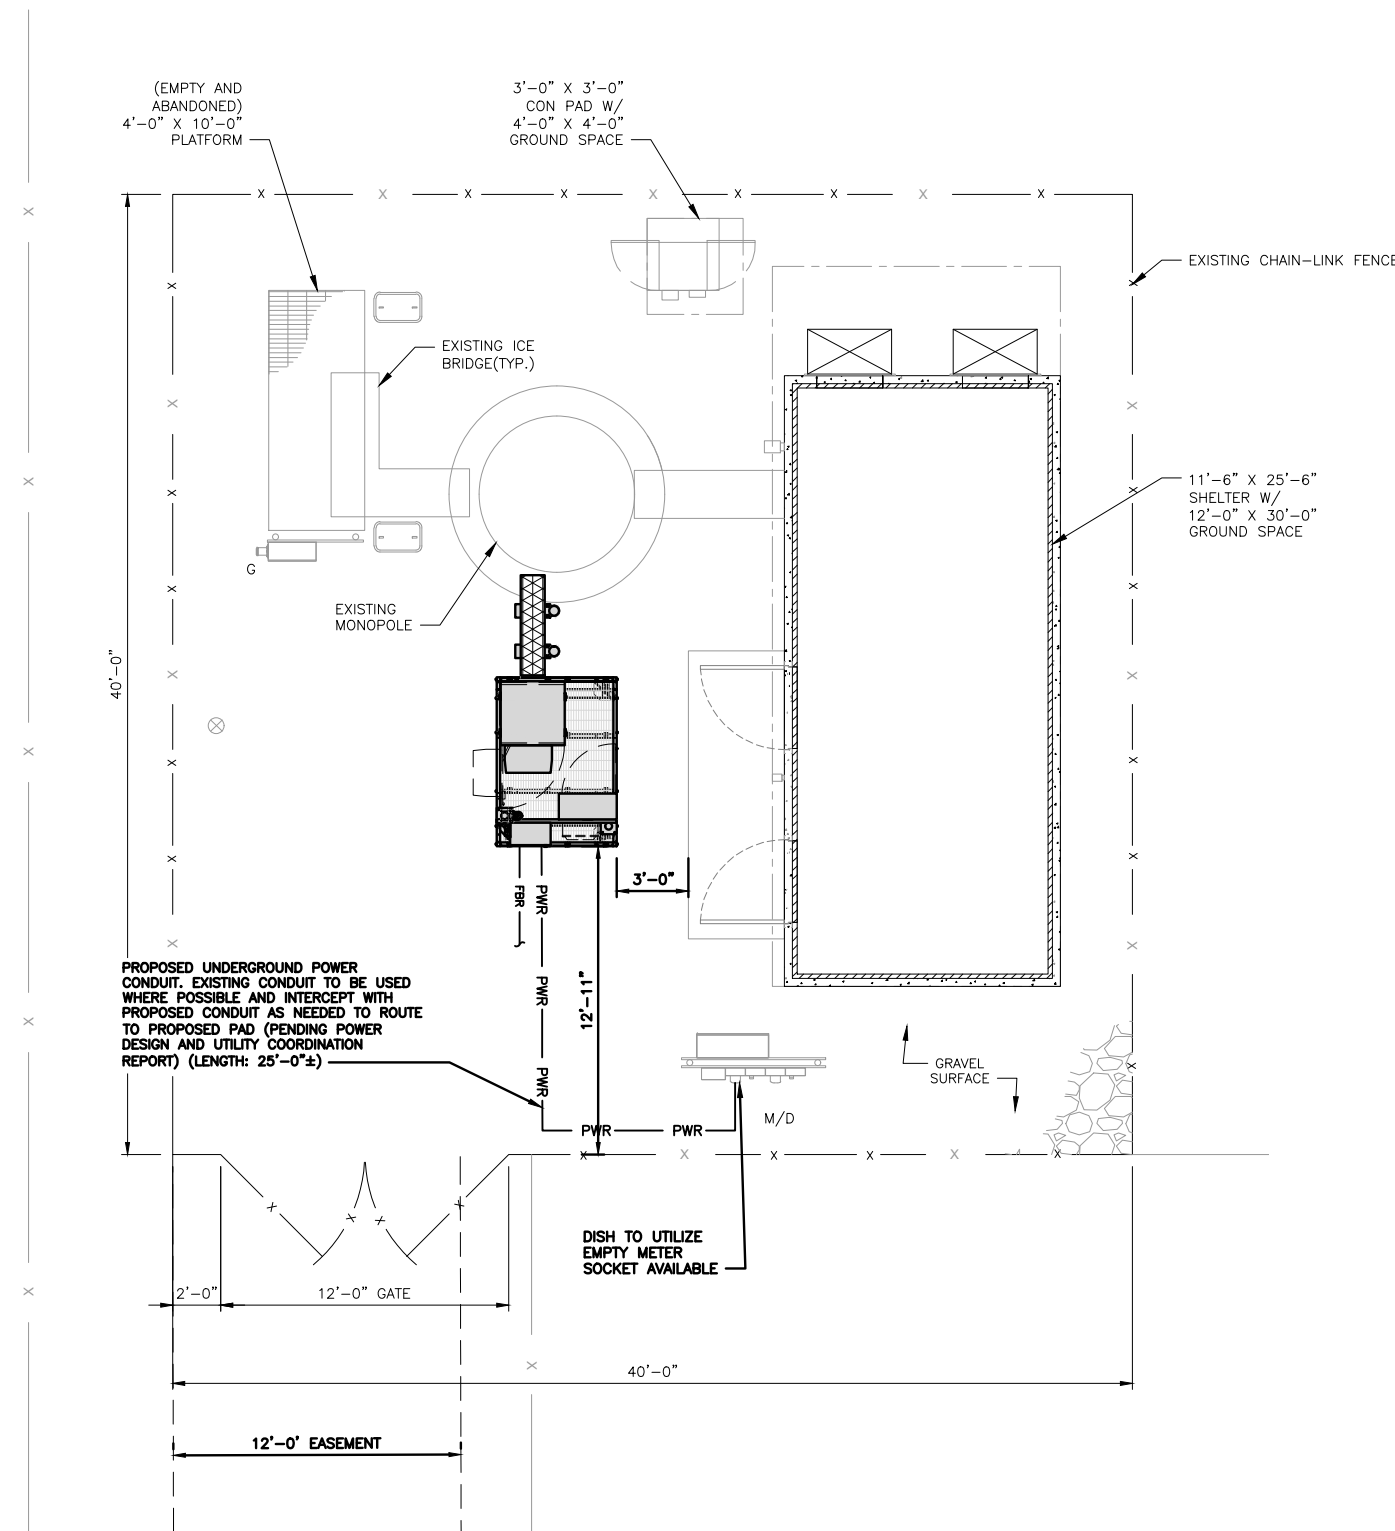 (EMPTY AND
ABANDONED)
4'-0" X 10'-0"
PLATFORM
3'-0" X 3'-0"
CON PAD W/
4'-0" X 4'-0"
GROUND SPACE
EXISTING CHAIN-LINK FENCE
EXISTING ICE
BRIDGE(TYP.)
11'-6" X 25'-6"
SHELTER W/
12'-0" X 30'-0"
GROUND SPACE
G
EXISTING
MONOPOLE
40'-0"
3'-0"
FBR
PWR
12'-11"
PWR
PWR
PROPOSED UNDERGROUND POWER
CONDUIT. EXISTING CONDUIT TO BE USED
WHERE POSSIBLE AND INTERCEPT WITH
PROPOSED CONDUIT AS NEEDED TO ROUTE
TO PROPOSED PAD (PENDING POWER
DESIGN AND UTILITY COORDINATION
REPORT) (LENGTH: 25'-0"±)
GRAVEL
SURFACE
M/D
PWR
PWR
DISH TO UTILIZE
EMPTY METER
SOCKET AVAILABLE
2'-0"
12'-0" GATE
40'-0"
12'-0' EASEMENT